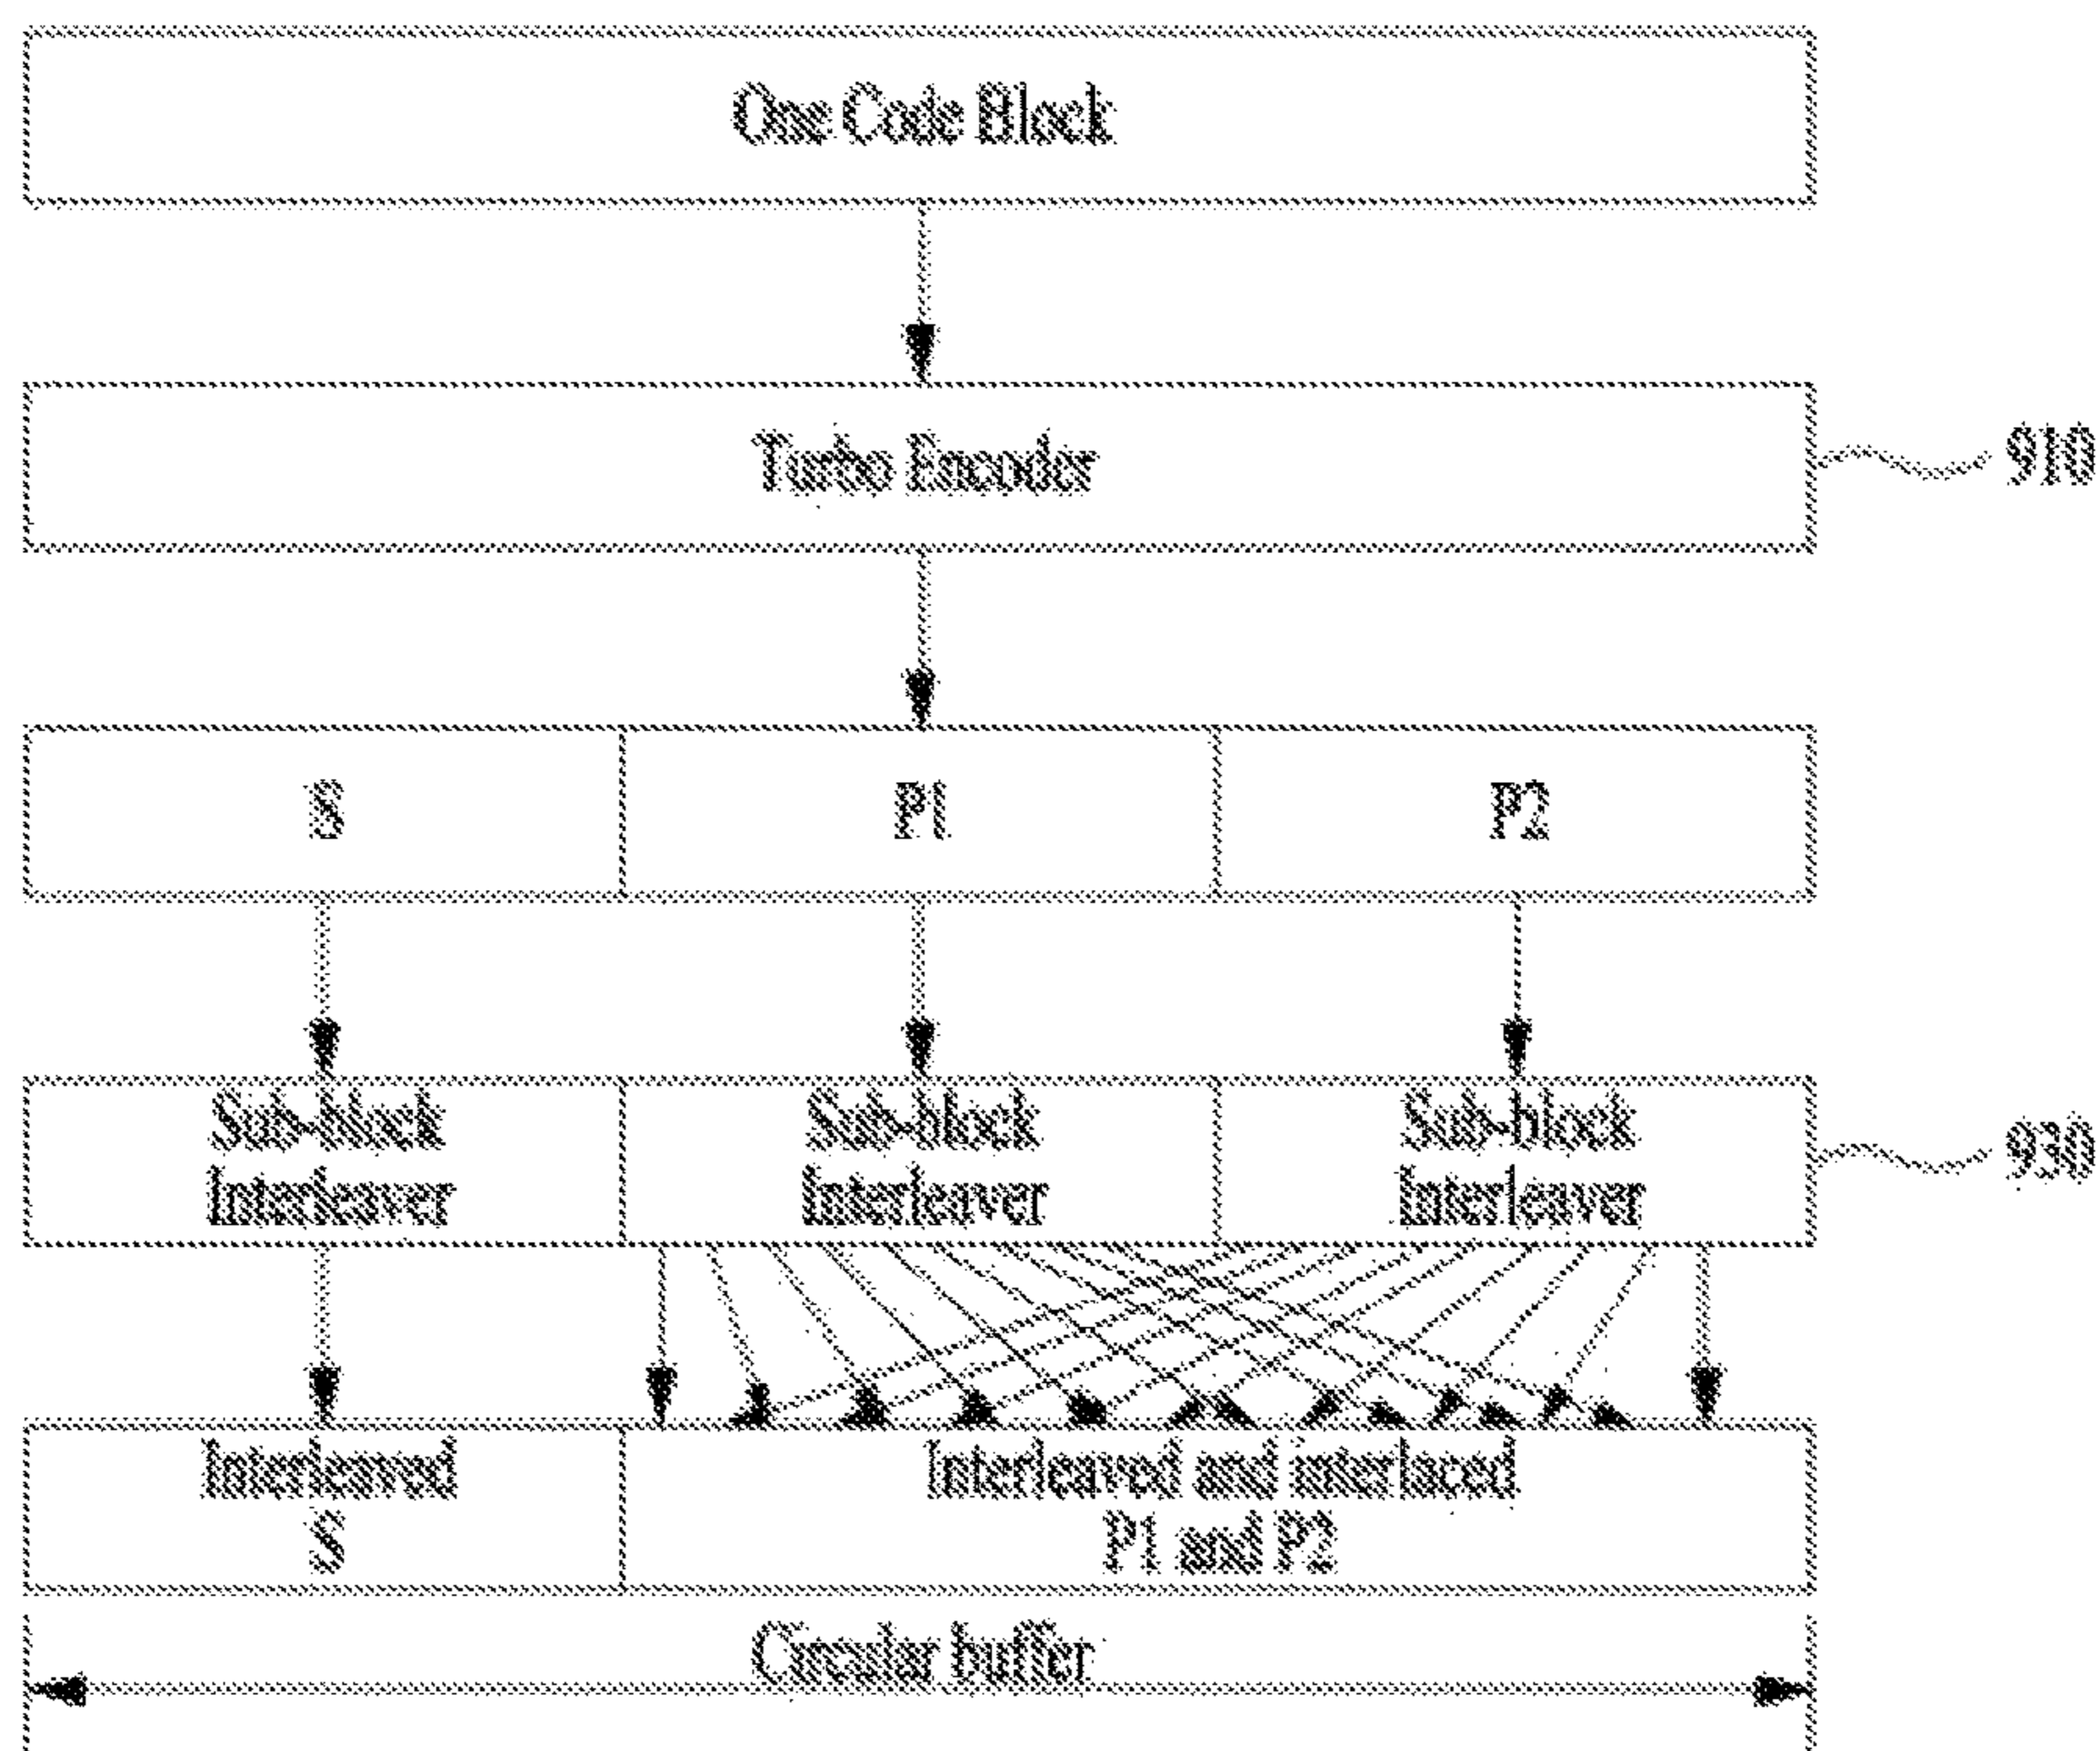 One Code Block
Turbo Encoder
910
S
P1
P2
Sub-block
Interleaver
Sub-block
Interleaver
Sub-block
Interleaver
930
Interleaved
S
Interleaved and interlaced
P1 and P2
Circular buffer